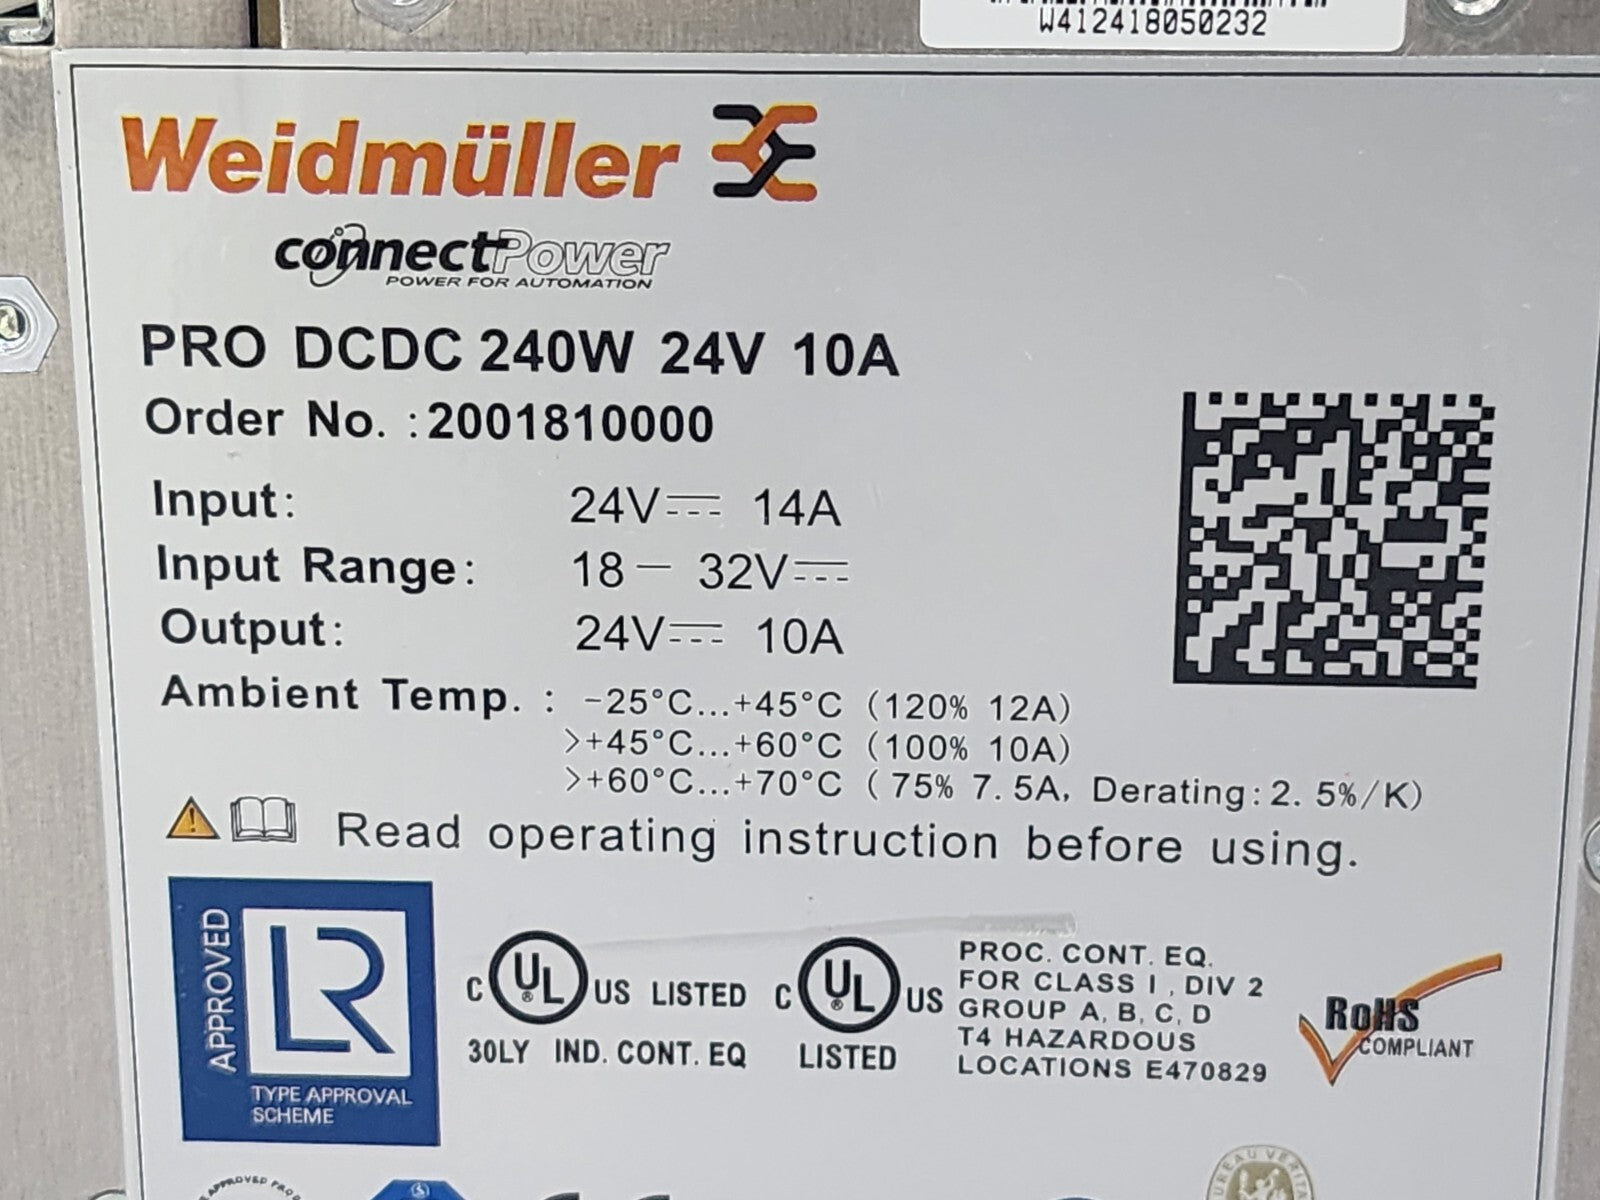 W412418050232
Weidmüller
connectPower
POWER FOR AUTOMATION
PRO DCDC 240W 24V 10A
Order No. :2001810000
Input: 24V⎓ 14A
Input Range: 18 – 32V⎓
Output: 24V⎓ 10A
Ambient Temp. : -25°C...+45°C (120% 12A)
>+45°C...+60°C (100% 10A)
>+60°C...+70°C ( 75% 7.5A, Derating:2. 5%/K)
Read operating instruction before using.
APPROVED
LR
TYPE APPROVAL
SCHEME
C UL® US LISTED
30LY IND. CONT. EQ
C UL® US
LISTED
PROC. CONT. EQ.
FOR CLASS I , DIV 2
GROUP A, B, C, D
T4 HAZARDOUS
LOCATIONS E470829
RoHS
COMPLIANT
APPROVED